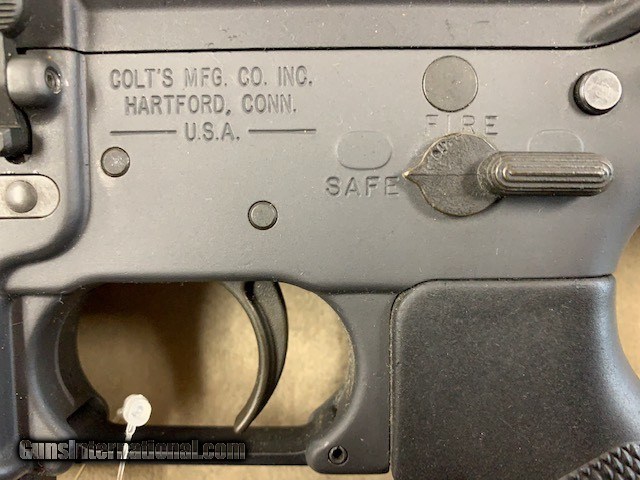 COLT'S MFG. CO. INC.
HARTFORD, CONN.
U.S.A.
FIRE
SAFE
GunsInternational.com